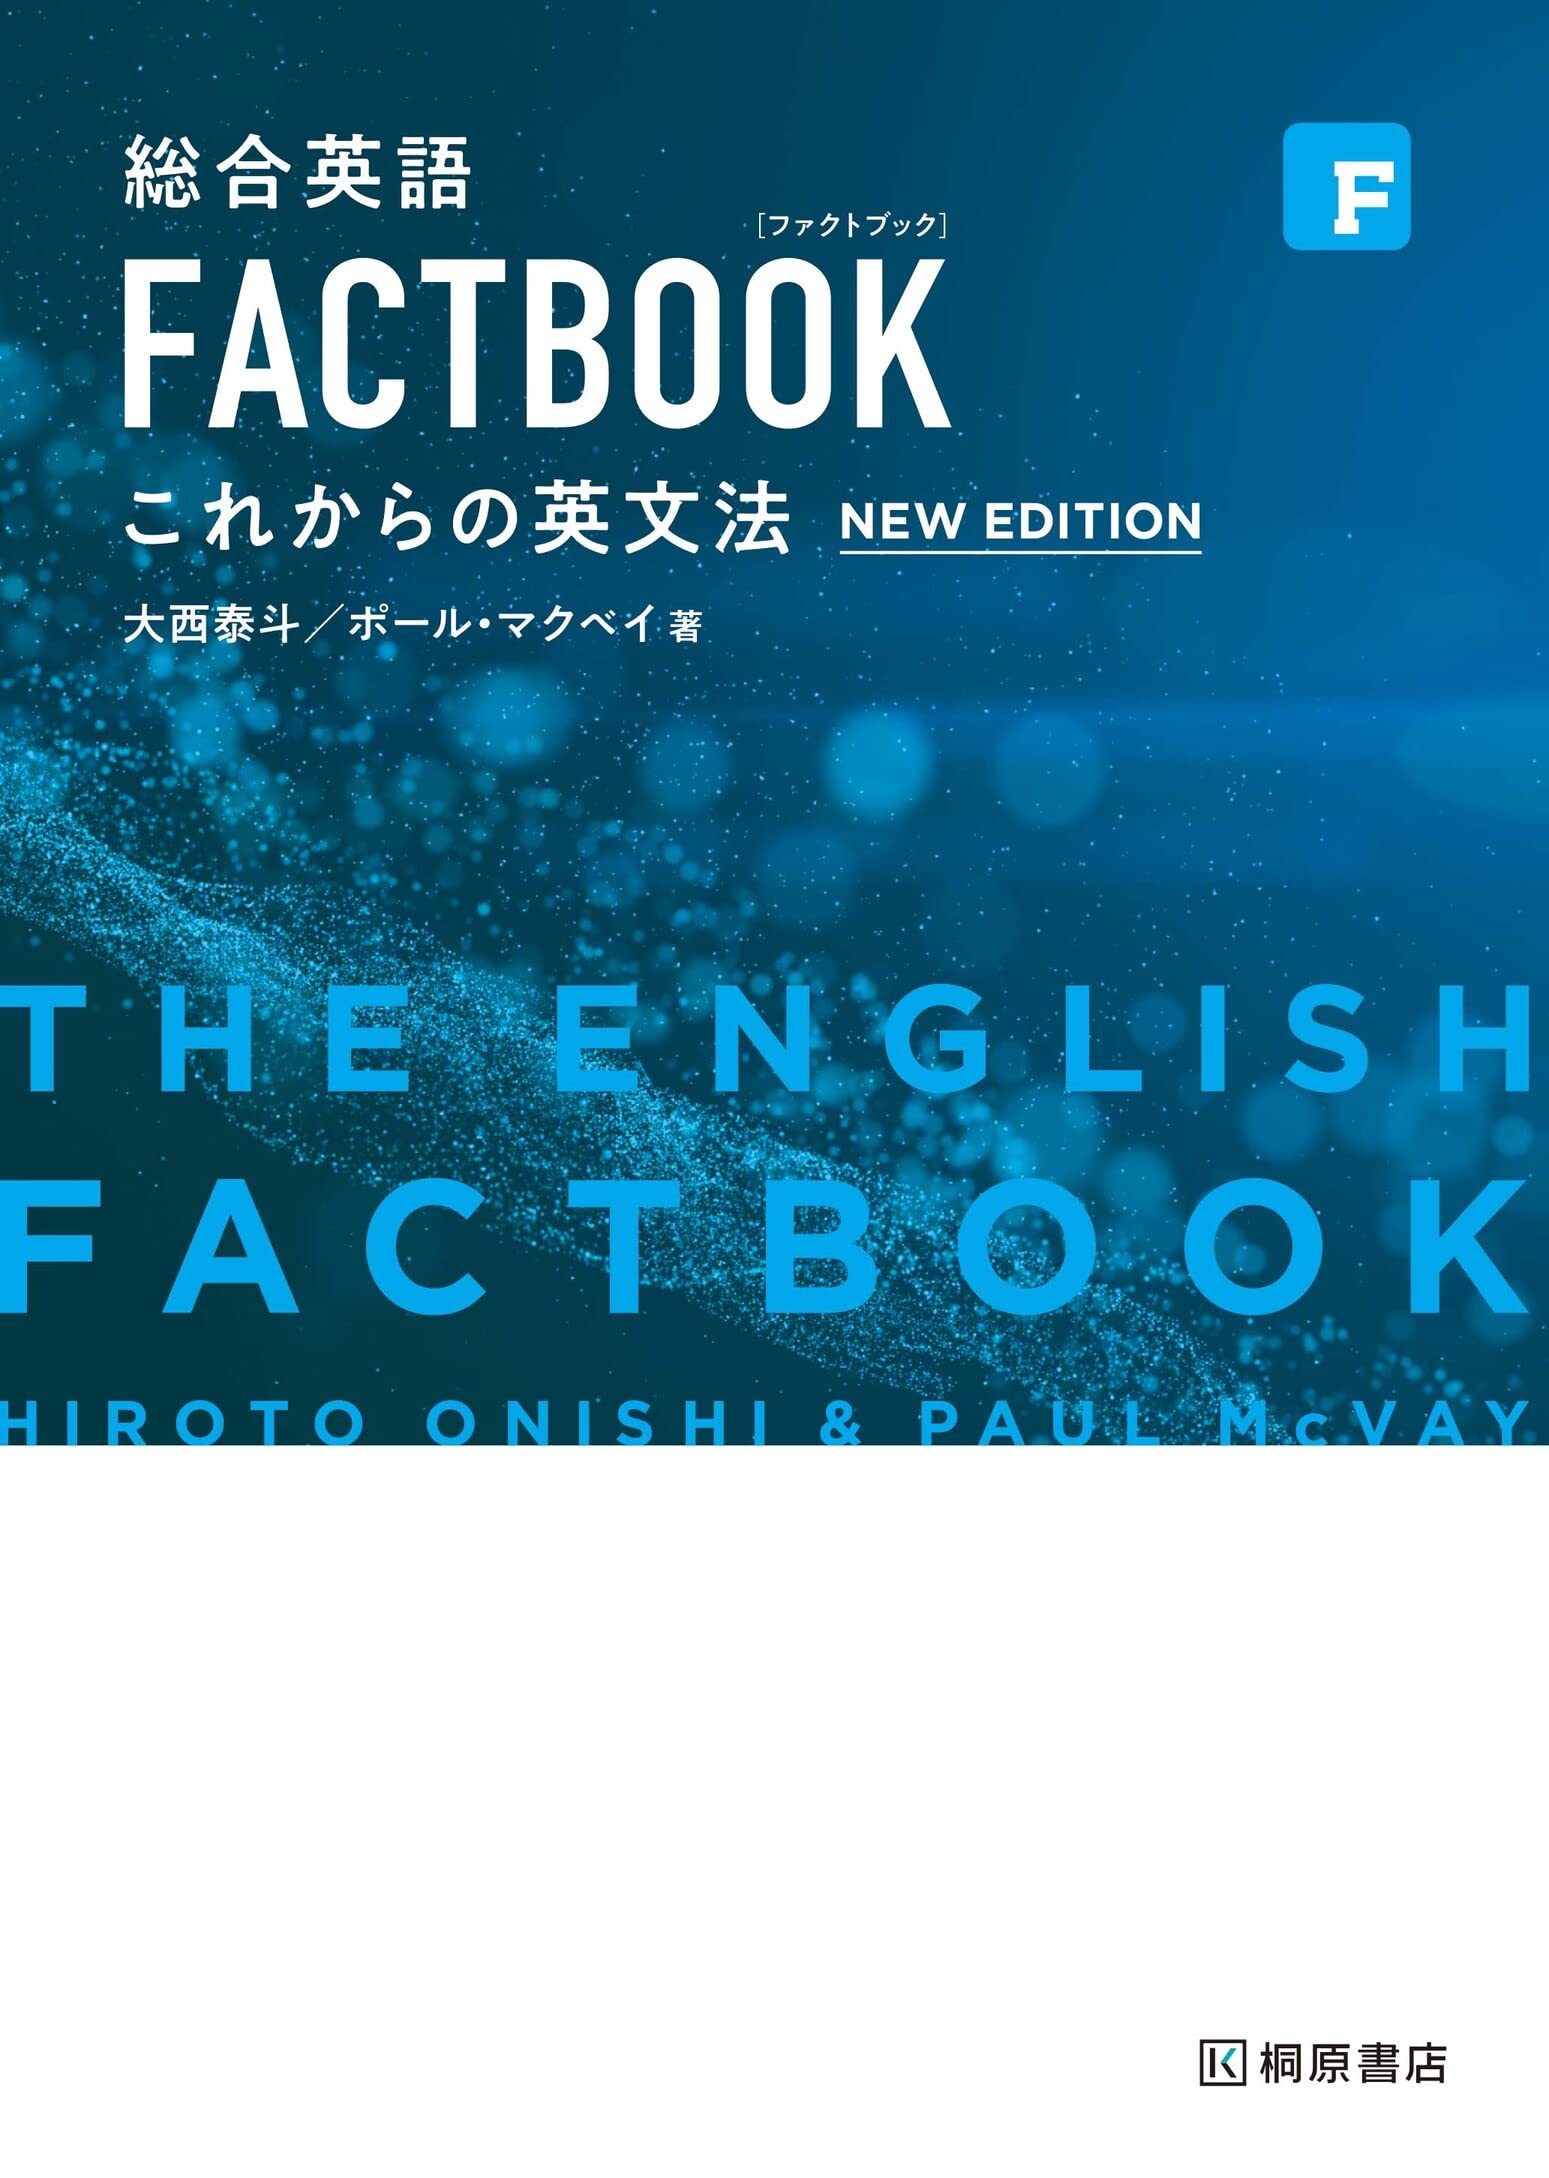 総合英語
[ファクトブック]
F
FACTBOOK
これからの英文法 NEW EDITION
大西泰斗/ポール・マクベイ 著
THE ENGLISH
FACTBOOK
HIROTO ONISHI & PAUL McVAY
K 桐原書店